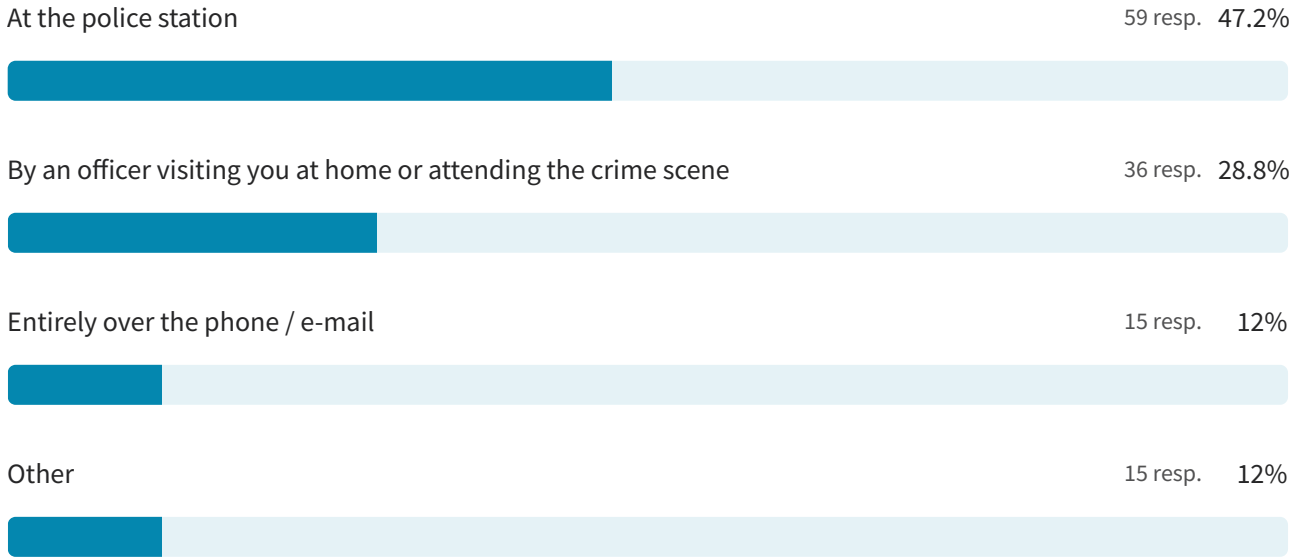 At the police station 59 resp. 47.2%
By an officer visiting you at home or attending the crime scene 36 resp. 28.8%
Entirely over the phone / e-mail 15 resp. 12%
Other 15 resp. 12%